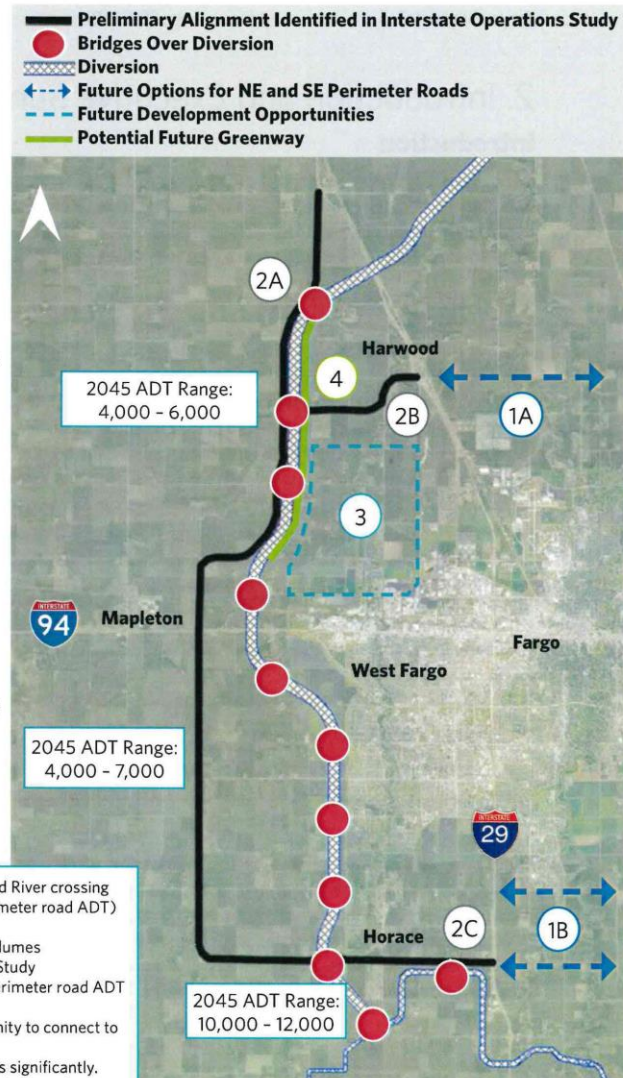 Preliminary Alignment Identified in Interstate Operations Study
Bridges Over Diversion
Diversion
Future Options for NE and SE Perimeter Roads
Future Development Opportunities
Potential Future Greenway
2A
Harwood
4
2045 ADT Range:
4,000 - 6,000
2B
1A
3
INTERSTATE
94
Mapleton
Fargo
West Fargo
2045 ADT Range:
4,000 - 7,000
INTERSTATE
29
d River crossing
meter road ADT)
lumes
Study
erimeter road ADT
nity to connect to
s significantly.
Horace
2C
1B
2045 ADT Range:
10,000 - 12,000